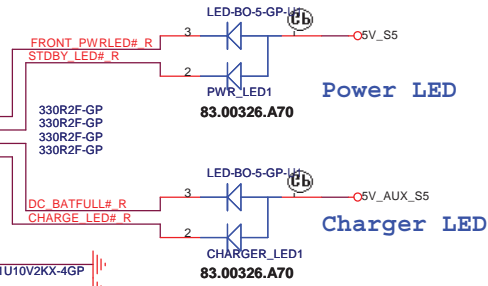 LED-BO-5-GP-U1
Cb
3
5V_S5
FRONT_PWRLED#_R
STDBY_LED#_R
2
PWR_LED1
Power LED
83.00326.A70
330R2F-GP
330R2F-GP
330R2F-GP
330R2F-GP
LED-BO-5-GP-U1
Cb
3
5V_AUX_S5
DC_BATFULL#_R
CHARGE_LED#_R
Charger LED
2
CHARGER_LED1
1U10V2KX-4GP
83.00326.A70